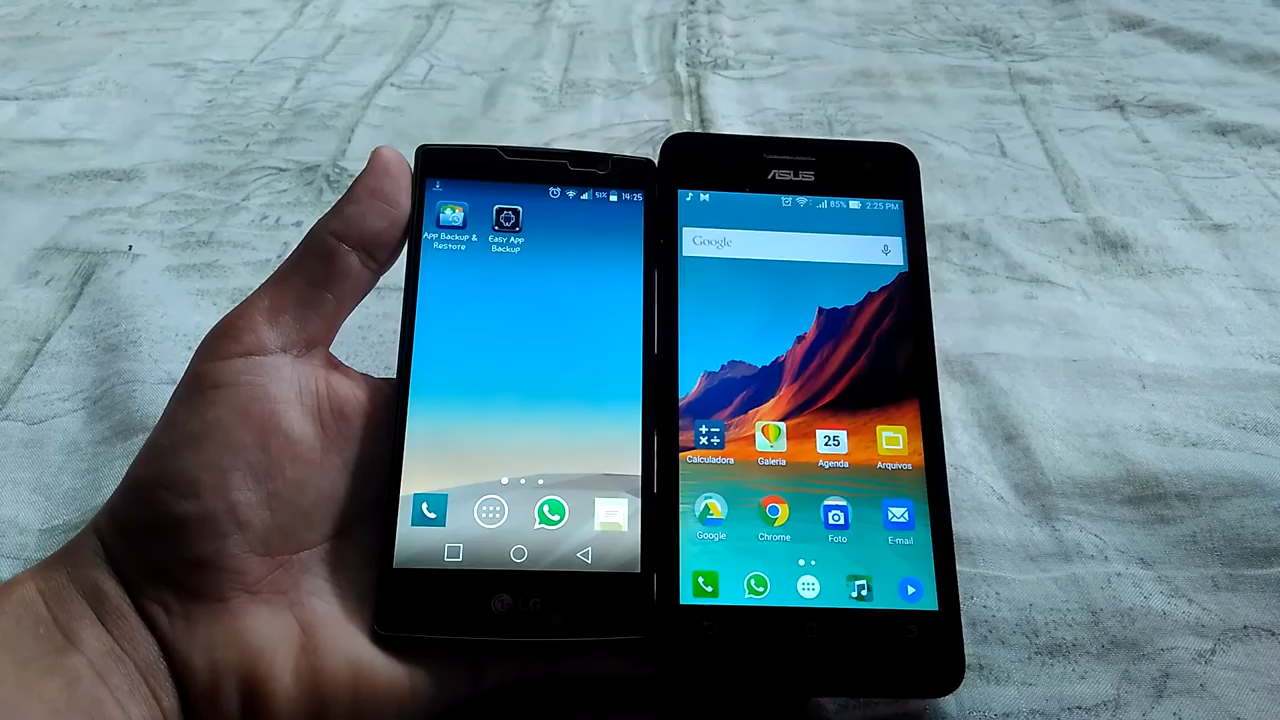 51% 14:25
App Backup &
Restore
Easy App
Backup
LG
ASUS
85% 2:25 PM
Google
Calculadora
Galeria
25
Agenda
Arquivos
Google
Chrome
Foto
E-mail